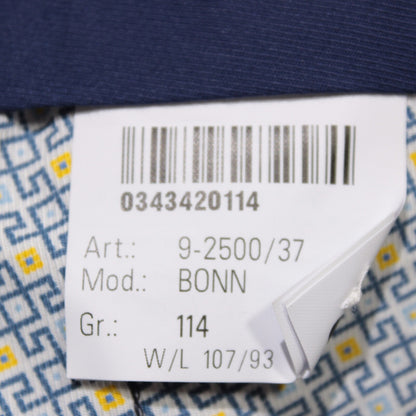 0343420114
Art.: 9-2500/37
Mod.: BONN
Gr.: 114
W/L 107/93